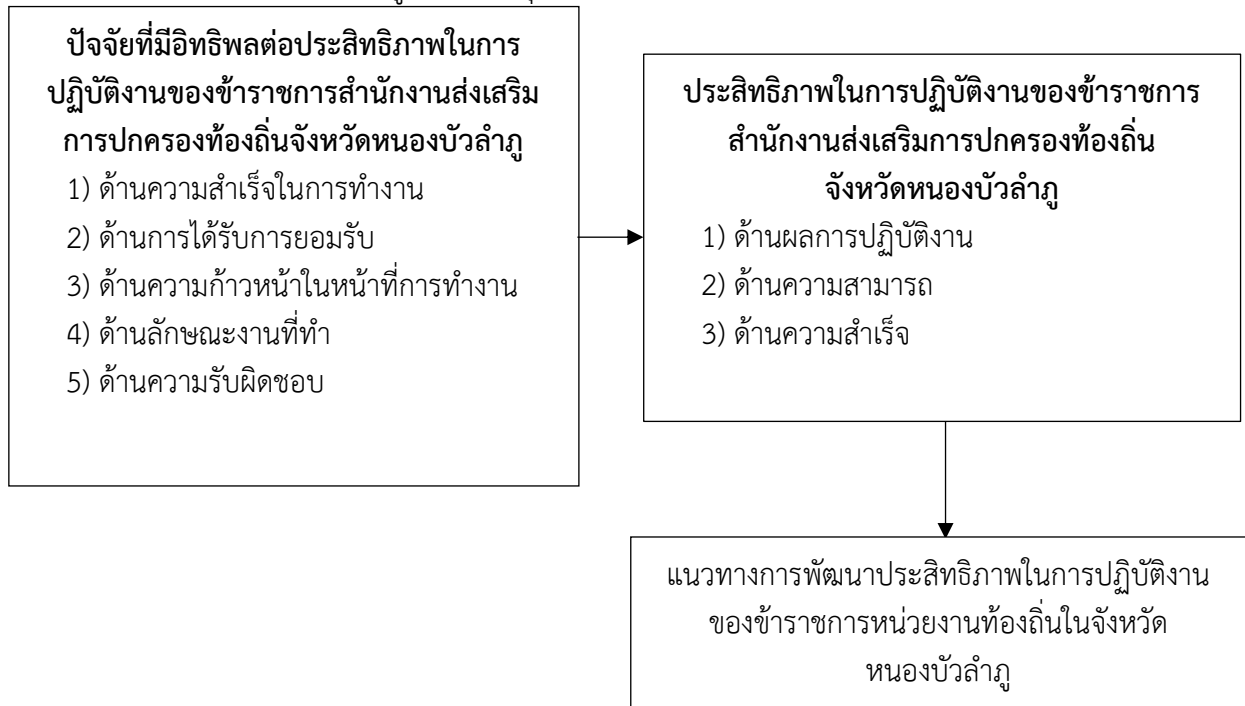 ปัจจัยที่มีอิทธิพลต่อประสิทธิภาพในการ
ปฏิบัติงานของข้าราชการสำนักงานส่งเสริม
การปกครองท้องถิ่นจังหวัดหนองบัวลำภู
1) ด้านความสำเร็จในการทำงาน
2) ด้านการได้รับการยอมรับ
3) ด้านความก้าวหน้าในหน้าที่การทำงาน
4) ด้านลักษณะงานที่ทำ
5) ด้านความรับผิดชอบ
ประสิทธิภาพในการปฏิบัติงานของข้าราชการ
สำนักงานส่งเสริมการปกครองท้องถิ่น
จังหวัดหนองบัวลำภู
1) ด้านผลการปฏิบัติงาน
2) ด้านความสามารถ
3) ด้านความสำเร็จ
แนวทางการพัฒนาประสิทธิภาพในการปฏิบัติงาน
ของข้าราชการหน่วยงานท้องถิ่นในจังหวัด
หนองบัวลำภู